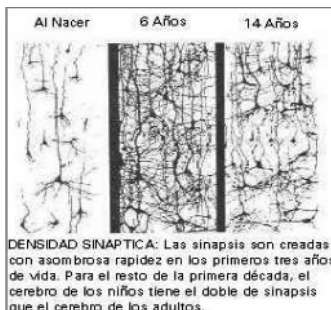 Al Nacer 6 Años 14 Años
DENSIDAD SINAPTICA: Las sinapsis son creadas
con asombrosa rapidez en los primeros tres años
de vida. Para el resto de la primera década, el
cerebro de los niños tiene el doble de sinapsis
que el cerebro de los adultos.